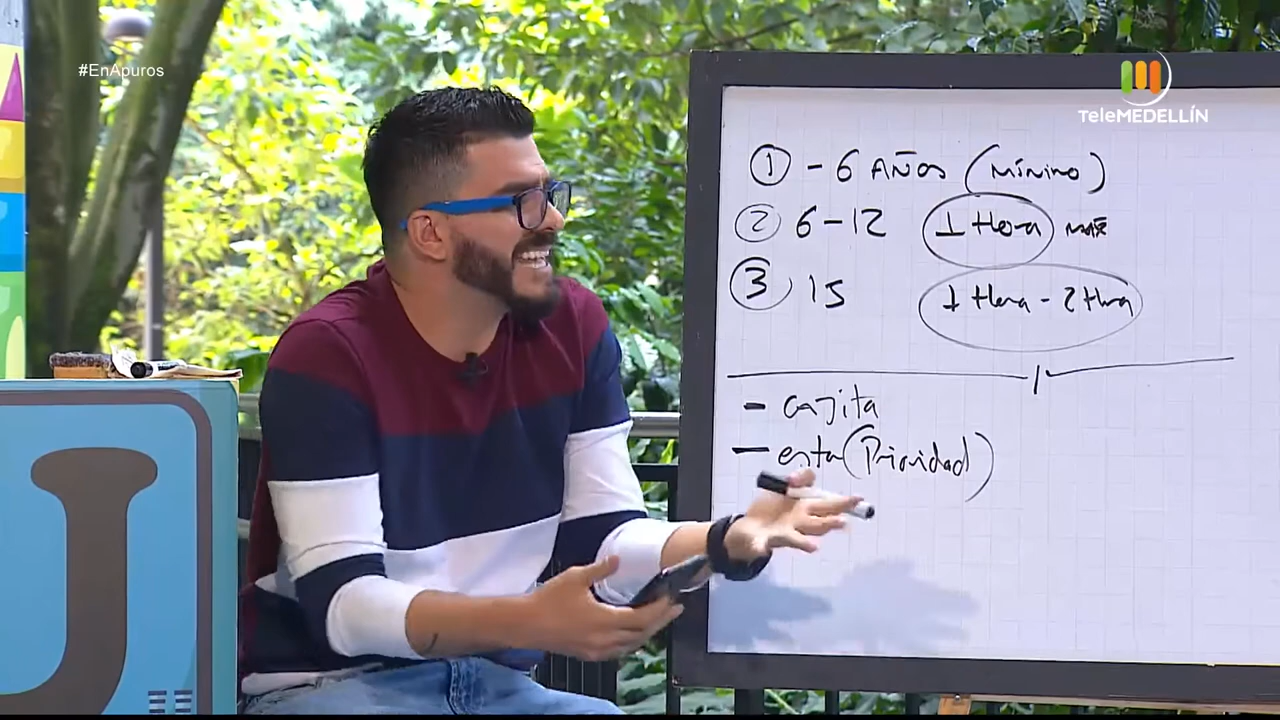 #EnApuros
TeleMEDELLÍN
1 - 6 AÑOS (Mínimo)
2 6-12 1 Hora MÁX
3 15 1 Hora - 2 Hora
- cajita
- esta (Prioridad)
J